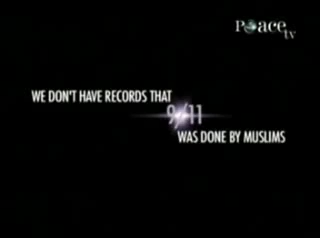 Peace
tv
WE DON'T HAVE RECORDS THAT
9/11
WAS DONE BY MUSLIMS